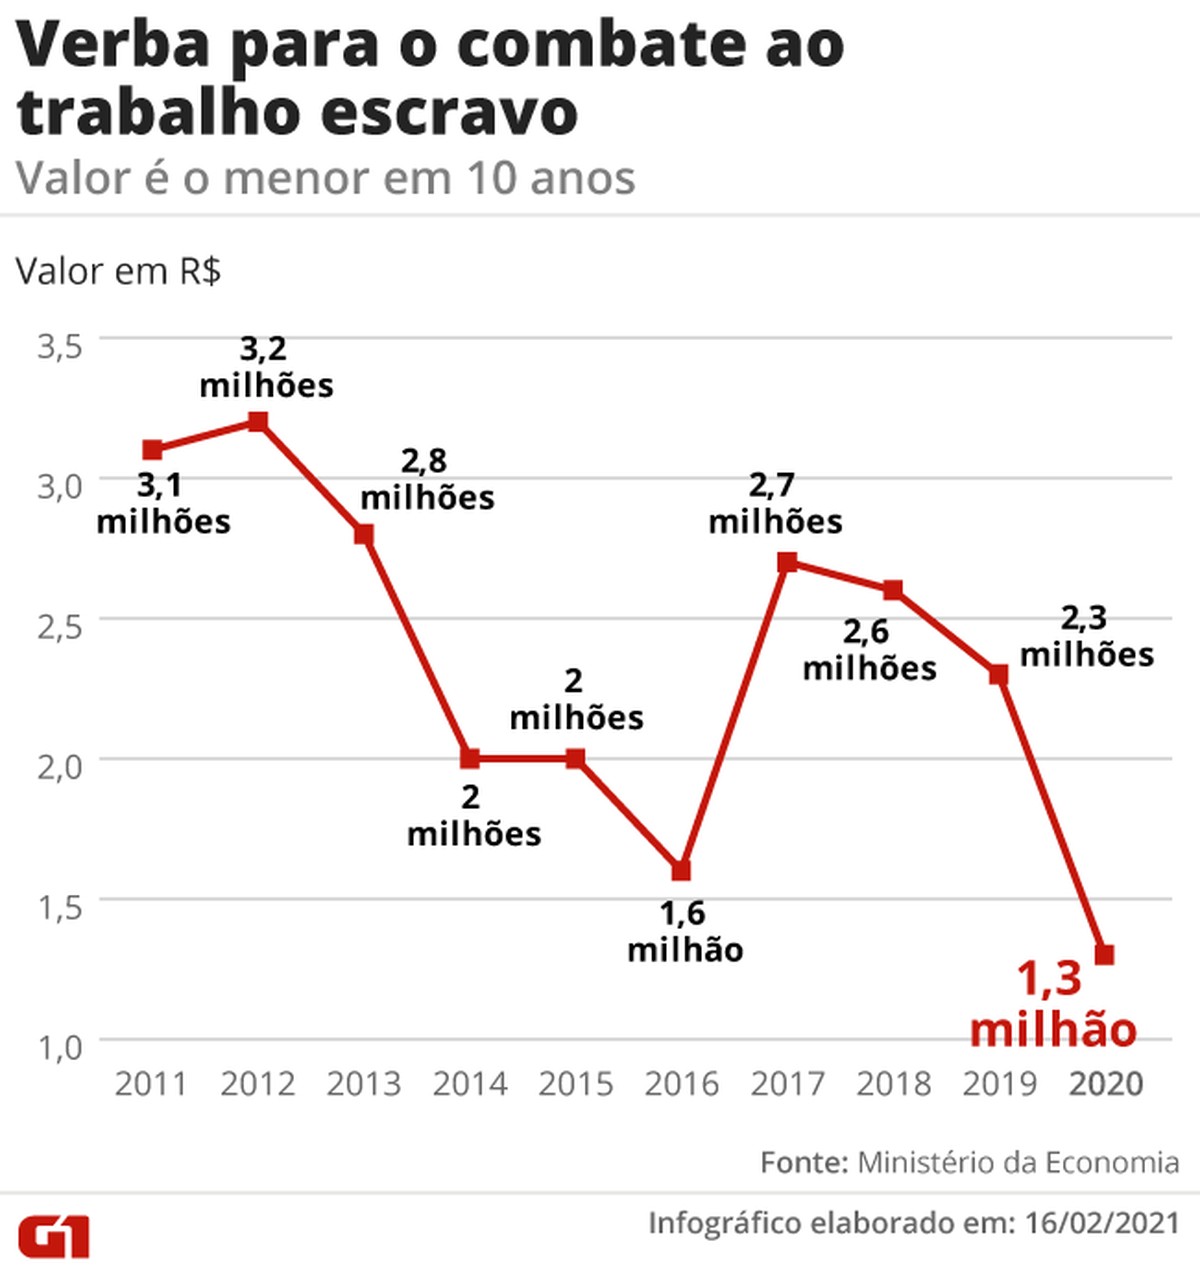 Verba para o combate ao
trabalho escravo
Valor é o menor em 10 anos
Valor em R$
3,5
3,0
2,5
2,0
1,5
1,0
3,1
milhões
3,2
milhões
2,8
milhões
2
milhões
2
milhões
1,6
milhão
2,7
milhões
2,6
milhões
2,3
milhões
1,3
milhão
2011 2012 2013 2014 2015 2016 2017 2018 2019 2020
Fonte: Ministério da Economia
G1
Infográfico elaborado em: 16/02/2021